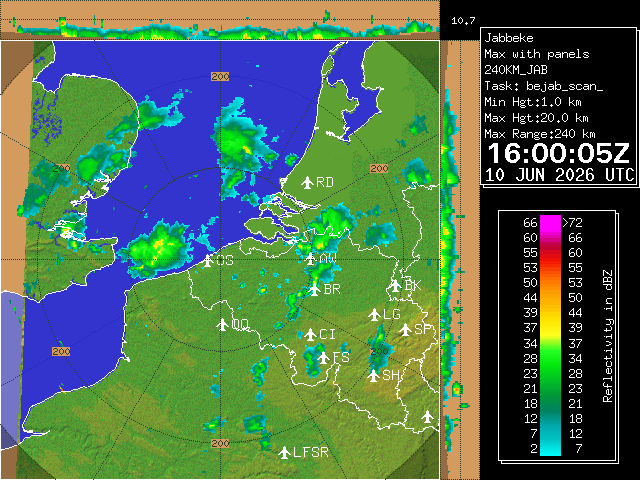 10.7
Jabbeke
Max with panels
240KM_JAB
Task: bejab_scan_
Min Hgt:1.0 km
Max Hgt:20.0 km
Max Range:240 km
16:00:05Z
10 JUN 2026 UTC
200
200
RD
OS
AW
BR
BK
LG
QO
CI
SP
FS
SH
200
200
LFSR
66 >72
60 66
55 60
53 55
50 53
44 50
39 44
37 39
34 37
28 34
23 28
21 23
18 21
12 18
7 12
2 7
Reflectivity in dBZ